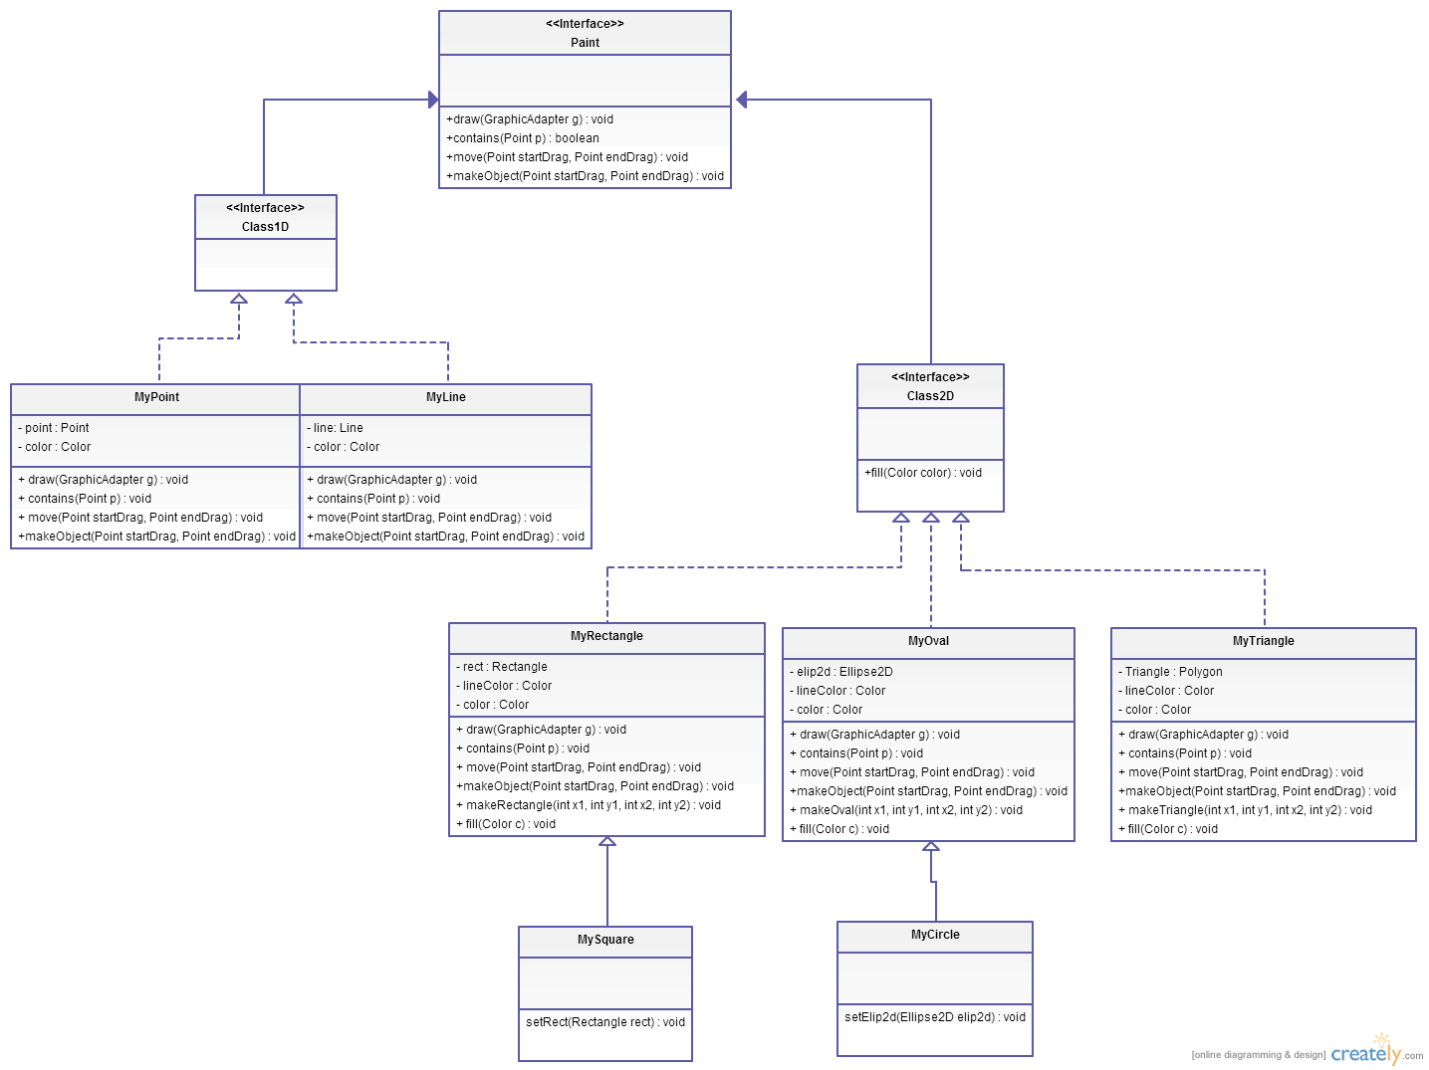 <<Interface>>
Paint
+draw(GraphicAdapter g) : void
+contains(Point p) : boolean
+move(Point startDrag, Point endDrag) : void
+makeObject(Point startDrag, Point endDrag) : void
<<Interface>>
Class1D
<<Interface>>
Class2D
+fill(Color color) : void
MyPoint
- point : Point
- color : Color
+ draw(GraphicAdapter g) : void
+ contains(Point p) : void
+ move(Point startDrag, Point endDrag) : void
+makeObject(Point startDrag, Point endDrag) : void
MyLine
- line: Line
- color : Color
+ draw(GraphicAdapter g) : void
+ contains(Point p) : void
+ move(Point startDrag, Point endDrag) : void
+makeObject(Point startDrag, Point endDrag) : void
MyRectangle
- rect : Rectangle
- lineColor : Color
- color : Color
+ draw(GraphicAdapter g) : void
+ contains(Point p) : void
+ move(Point startDrag, Point endDrag) : void
+makeObject(Point startDrag, Point endDrag) : void
+ makeRectangle(int x1, int y1, int x2, int y2) : void
+ fill(Color c) : void
MyOval
- elip2d : Ellipse2D
- lineColor : Color
- color : Color
+ draw(GraphicAdapter g) : void
+ contains(Point p) : void
+ move(Point startDrag, Point endDrag) : void
+makeObject(Point startDrag, Point endDrag) : void
+ makeOval(int x1, int y1, int x2, int y2) : void
+ fill(Color c) : void
MyTriangle
- Triangle : Polygon
- lineColor : Color
- color : Color
+ draw(GraphicAdapter g) : void
+ contains(Point p) : void
+ move(Point startDrag, Point endDrag) : void
+makeObject(Point startDrag, Point endDrag) : void
+ makeTriangle(int x1, int y1, int x2, int y2) : void
+ fill(Color c) : void
MySquare
setRect(Rectangle rect) : void
MyCircle
setElip2d(Ellipse2D elip2d) : void
[online diagramming & design] creately.com